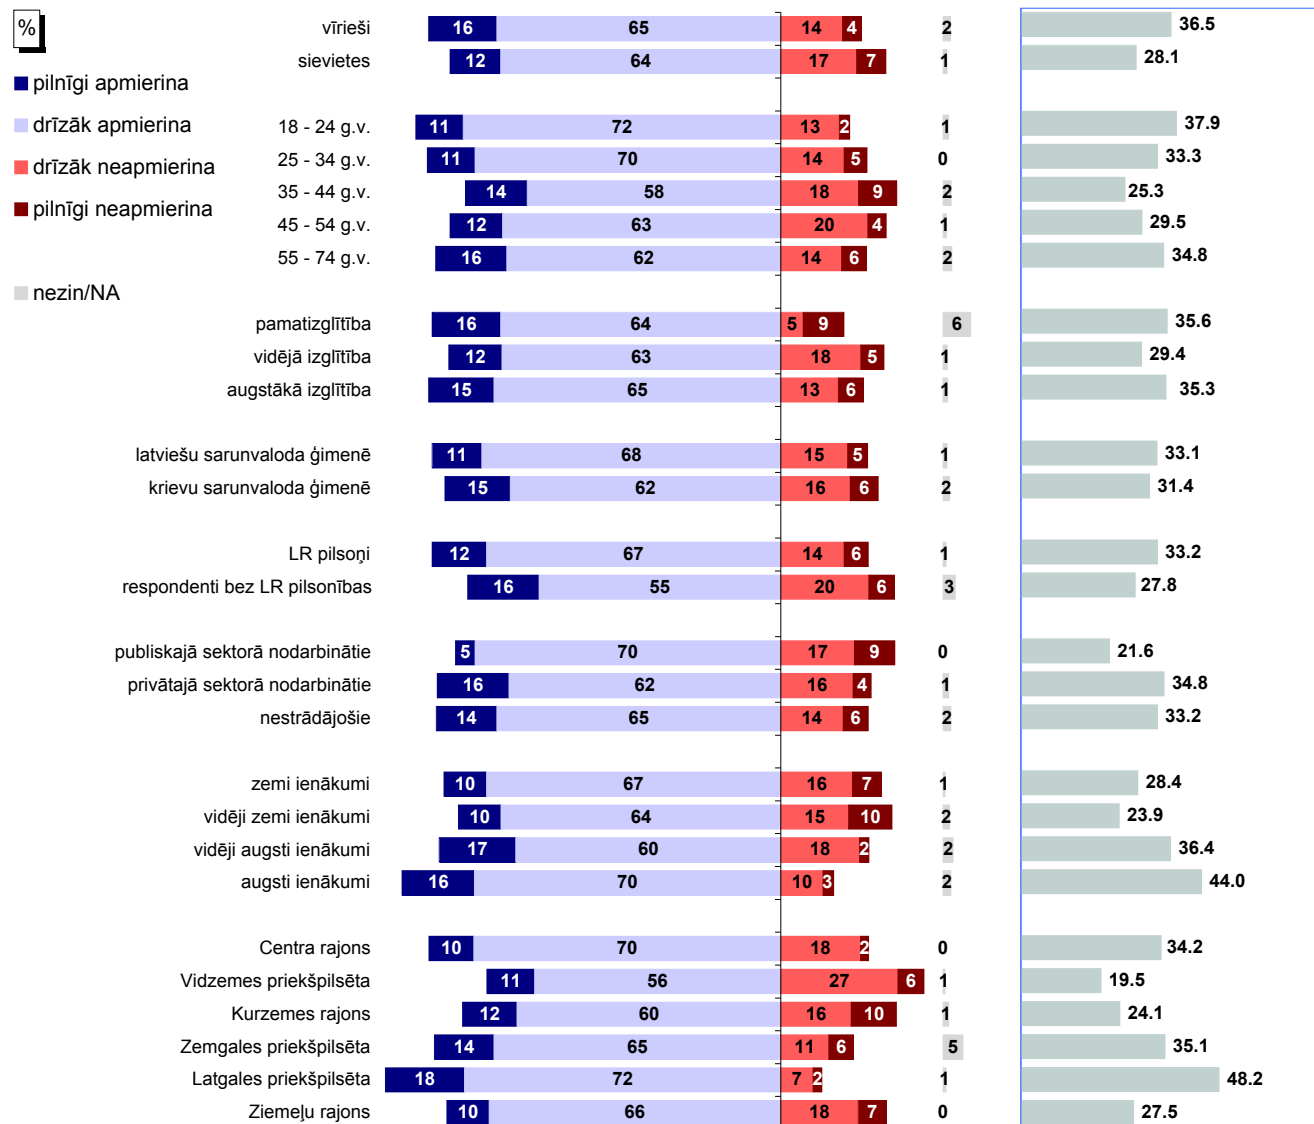 %
pilnīgi apmierina
drīzāk apmierina
drīzāk neapmierina
pilnīgi neapmierina
nezin/NA
vīrieši 16 65 14 4 2 36.5
sievietes 12 64 17 7 1 28.1
18 - 24 g.v. 11 72 13 2 1 37.9
25 - 34 g.v. 11 70 14 5 0 33.3
35 - 44 g.v. 14 58 18 9 2 25.3
45 - 54 g.v. 12 63 20 4 1 29.5
55 - 74 g.v. 16 62 14 6 2 34.8
pamatizglītība 16 64 5 9 6 35.6
vidējā izglītība 12 63 18 5 1 29.4
augstākā izglītība 15 65 13 6 1 35.3
latviešu sarunvaloda ģimenē 11 68 15 5 1 33.1
krievu sarunvaloda ģimenē 15 62 16 6 2 31.4
LR pilsoņi 12 67 14 6 1 33.2
respondenti bez LR pilsonības 16 55 20 6 3 27.8
publiskajā sektorā nodarbinātie 5 70 17 9 0 21.6
privātajā sektorā nodarbinātie 16 62 16 4 1 34.8
nestrādājošie 14 65 14 6 2 33.2
zemi ienākumi 10 67 16 7 1 28.4
vidēji zemi ienākumi 10 64 15 10 2 23.9
vidēji augsti ienākumi 17 60 18 2 2 36.4
augsti ienākumi 16 70 10 3 2 44.0
Centra rajons 10 70 18 2 0 34.2
Vidzemes priekšpilsēta 11 56 27 6 1 19.5
Kurzemes rajons 12 60 16 10 1 24.1
Zemgales priekšpilsēta 14 65 11 6 5 35.1
Latgales priekšpilsēta 18 72 7 2 1 48.2
Ziemeļu rajons 10 66 18 7 0 27.5